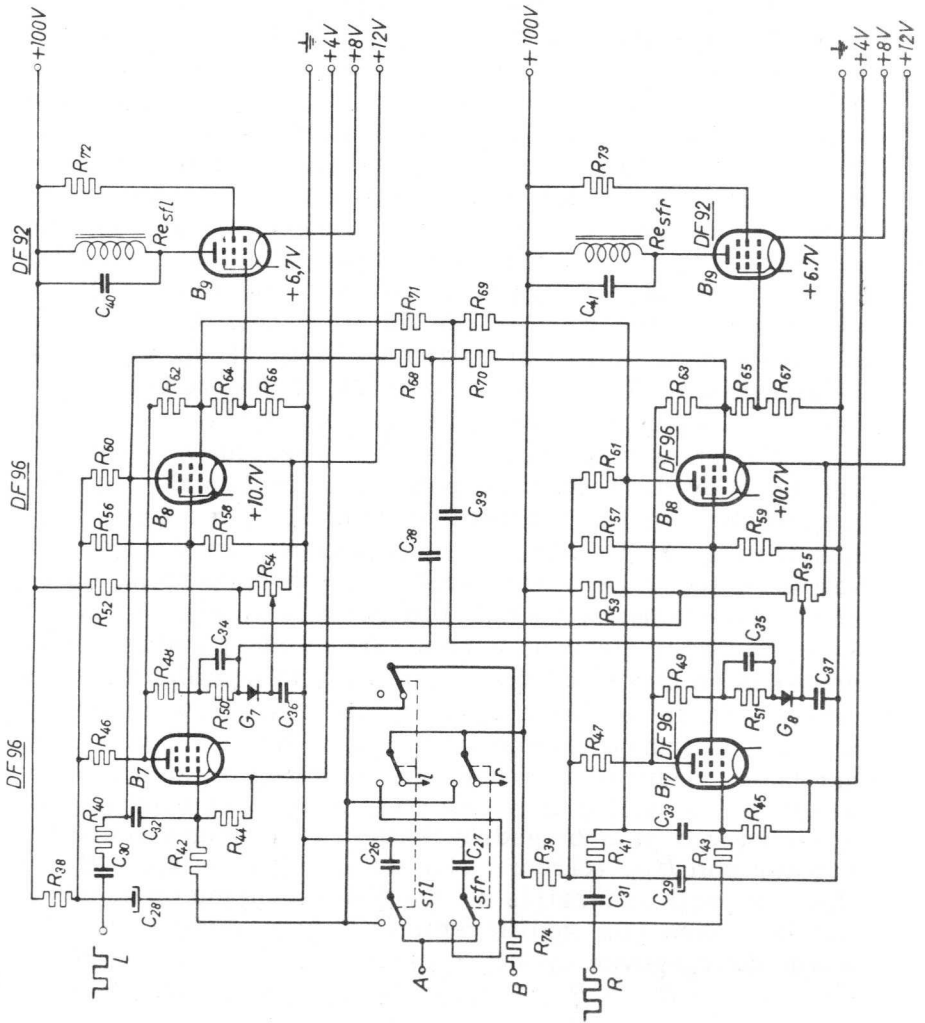 +100V
+4V
+8V
+12V
+100V
+4V
+8V
+12V
R72
R73
DF92
C40
Resfl
B9
+6,7V
C41
Resfr
DF92
B19
+6.7V
R71
R69
R68
R70
R62
R64
R66
R63
R65
R67
DF96
R60
B8
+10.7V
R61
DF96
B18
+10.7V
R56
R58
R57
R59
C39
C38
R52
R54
R53
R55
R48
C34
R50
G7
C36
R49
C35
R51
G8
C37
DF96
R46
B7
l
r
R47
DF96
B17
R40
C30
C32
R42
R44
R41
C31
C33
R43
R45
C26
C27
sfl
sfr
R38
C28
R39
C29
R74
L
A
B
R